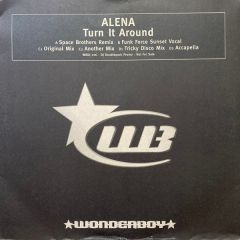 ALENA
Turn It Around
A Space Brothers Remix B Funk Force Sunset Vocal
C1 Original Mix C2 Another Mix D1 Tricky Disco Mix D2 Accapella
WB
WONDERBOY